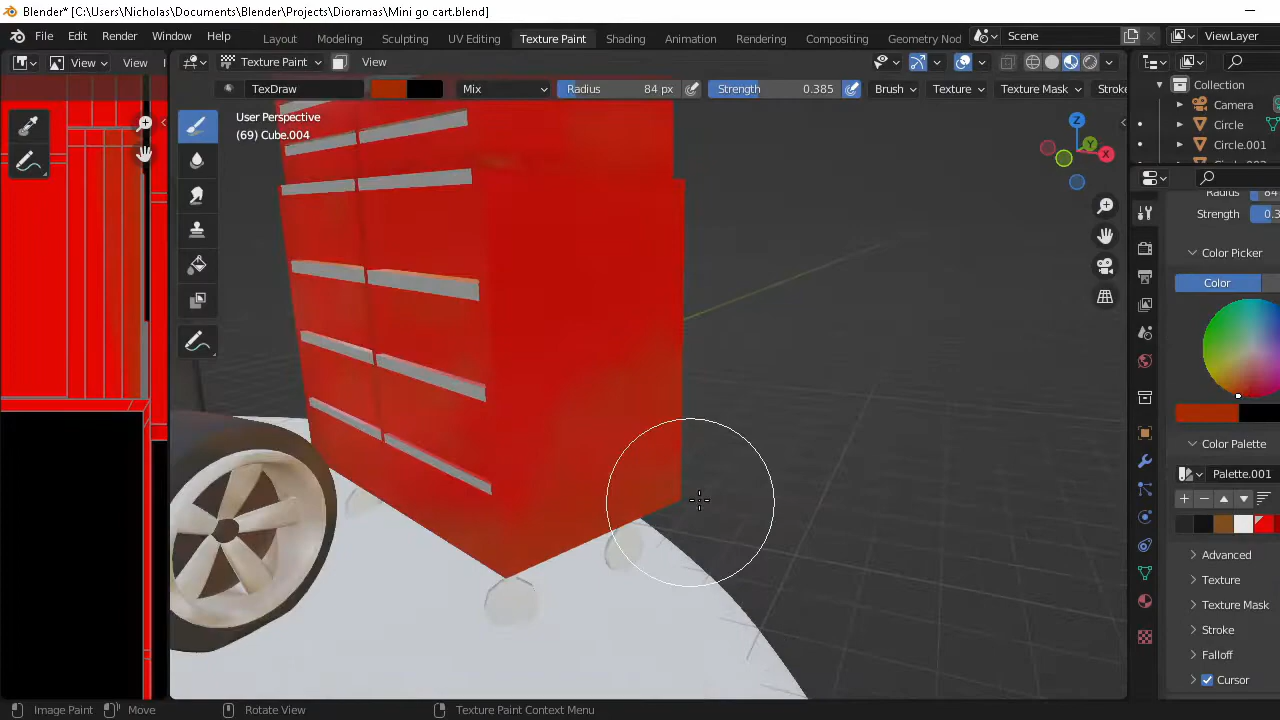 Blender* [C:\Users\Nicholas\Documents\Blender\Projects\Dioramas\Mini go cart.blend]
File Edit Render Window Help Layout Modeling Sculpting UV Editing Texture Paint Shading Animation Rendering Compositing Geometry Nod Scene ViewLayer
View View Texture Paint View
Collection
TexDraw Mix Radius 84 px Strength 0.385 Brush Texture Texture Mask Stroke
Camera
User Perspective
(69) Cube.004
Circle
Circle.001
Z
Y
X
Radius 84
Strength 0.3
Color Picker
Color
Color Palette
Palette.001
Advanced
Texture
Texture Mask
Stroke
Falloff
Cursor
Image Paint Move Rotate View Texture Paint Context Menu